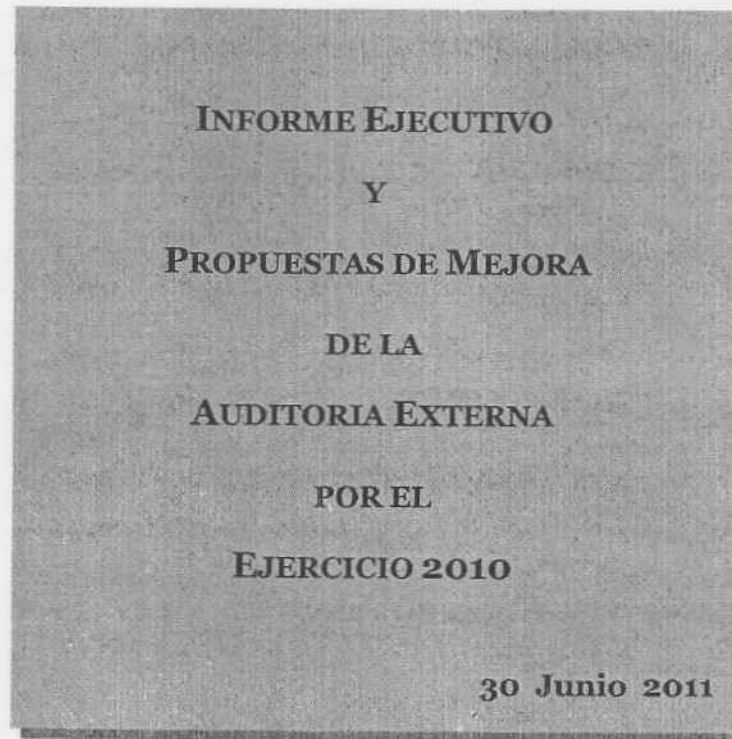 INFORME EJECUTIVO
Y
PROPUESTAS DE MEJORA
DE LA
AUDITORIA EXTERNA
POR EL
EJERCICIO 2010
30 Junio 2011